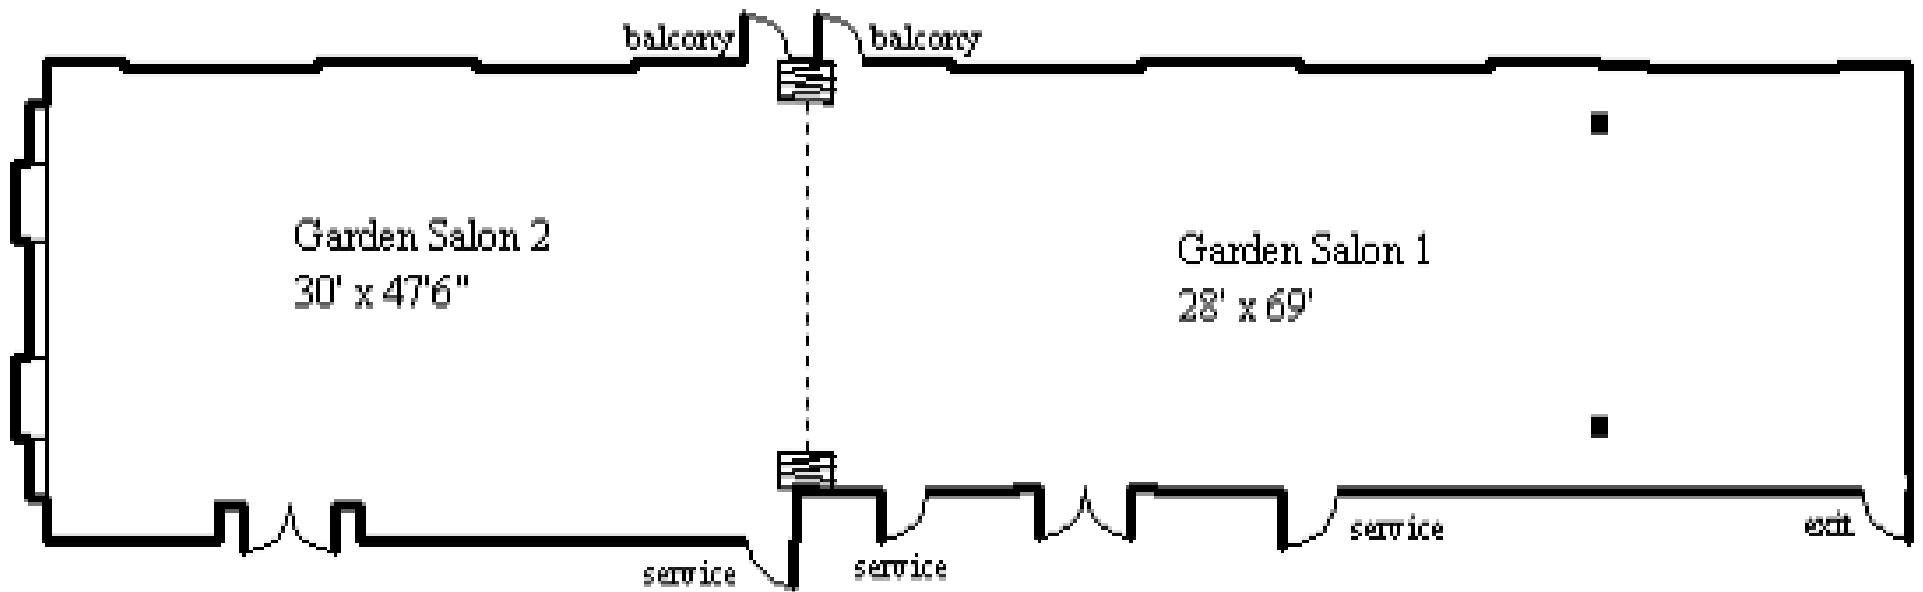 balcony
balcony
Garden Salon 2
30' x 47'6"
Garden Salon 1
28' x 69'
service
service
service
exit